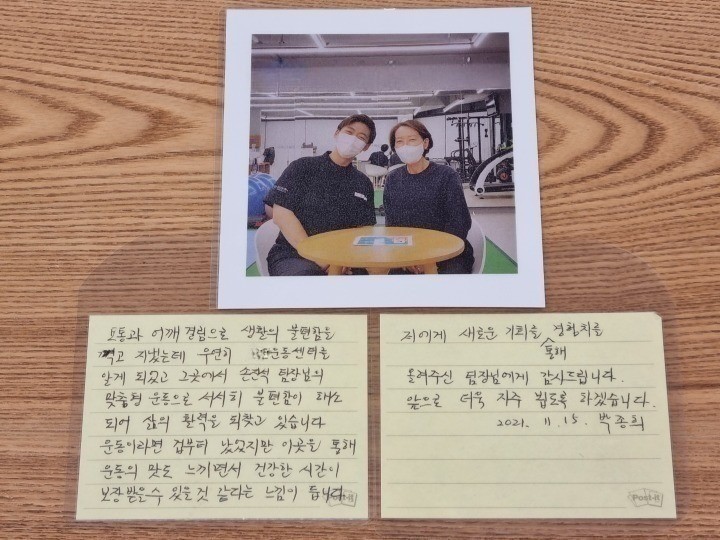 요통과 어깨 결림으로 생활의 불편함을
먹고 지냈는데 우연히 운동센터를
알게 되었고 그곳에서 손진석 팀장님의
맞춤형 운동으로 서서히 불편함이 해소
되어 삶의 활력을 되찾고 있습니다
운동이라면 겁부터 났었지만 이곳을 통해
운동의 맛도 느끼면서 건강한 시간이
보장 받을수 있을것 같다는 느낌이 듭니다
Post-it
저에게 새로운 기회를 통해 경험치를
올려주신 팀장님에게 감사드립니다.
앞으로 더욱 자주 뵙도록 하겠습니다.
2021. 11. 15. 박종희
Post-it